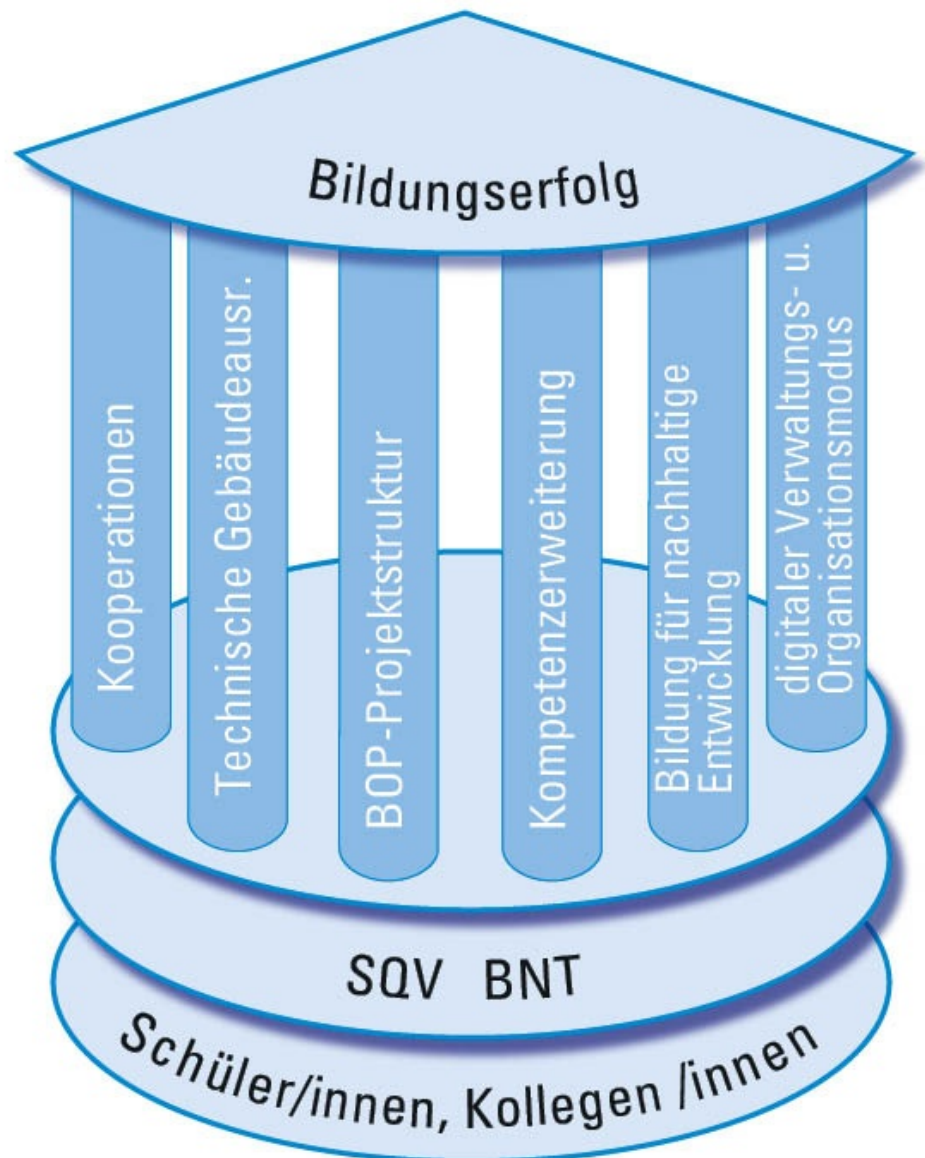 Bildungserfolg
Kooperationen
Technische Gebäudeausr.
BOP-Projektstruktur
Kompetenzerweiterung
Bildung für nachhaltige
Entwicklung
digitaler Verwaltungs- u.
Organisationsmodus
SQV BNT
Schüler/innen, Kollegen /innen